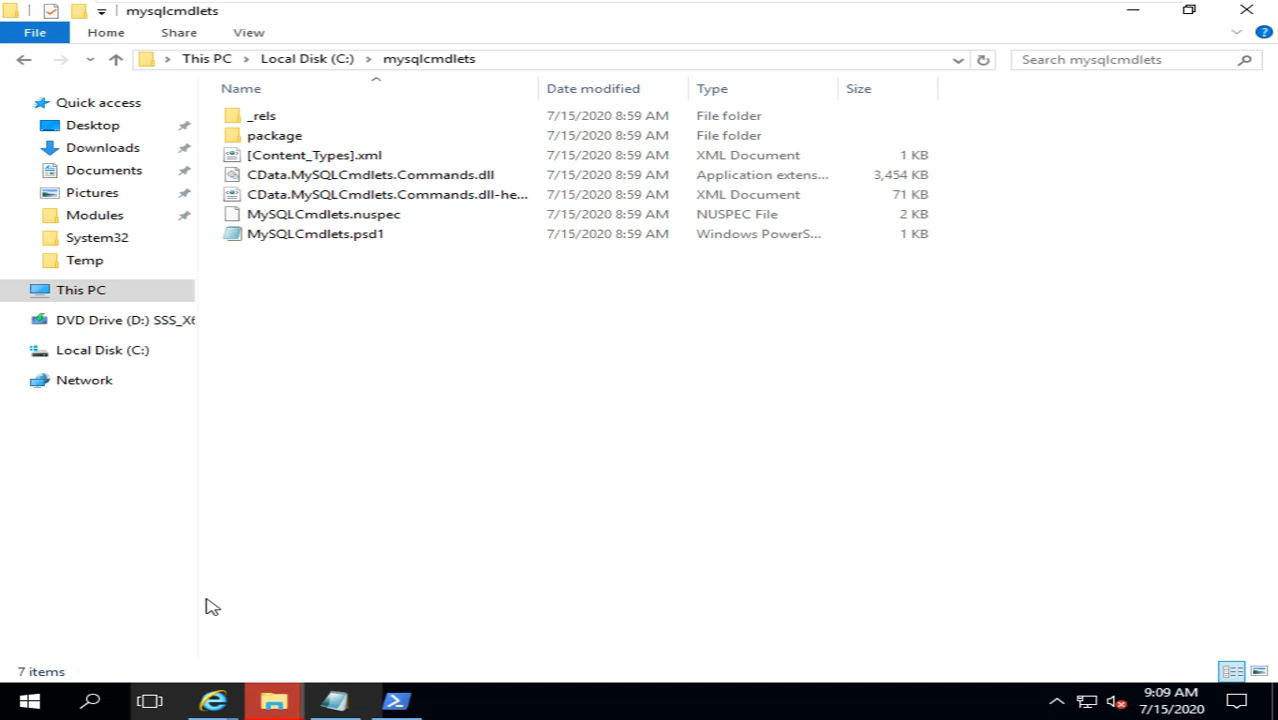 mysqlcmdlets
File Home Share View
This PC Local Disk (C:) mysqlcmdlets Search mysqlcmdlets
Name Date modified Type Size
Quick access
Desktop
Downloads
Documents
Pictures
Modules
System32
Temp
This PC
DVD Drive (D:) SSS_X6
Local Disk (C:)
Network
_rels 7/15/2020 8:59 AM File folder
package 7/15/2020 8:59 AM File folder
[Content_Types].xml 7/15/2020 8:59 AM XML Document 1 KB
CData.MySQLCmdlets.Commands.dll 7/15/2020 8:59 AM Application extens... 3,454 KB
CData.MySQLCmdlets.Commands.dll-he... 7/15/2020 8:59 AM XML Document 71 KB
MySQLCmdlets.nuspec 7/15/2020 8:59 AM NUSPEC File 2 KB
MySQLCmdlets.psd1 7/15/2020 8:59 AM Windows PowerS... 1 KB
7 items
9:09 AM
7/15/2020